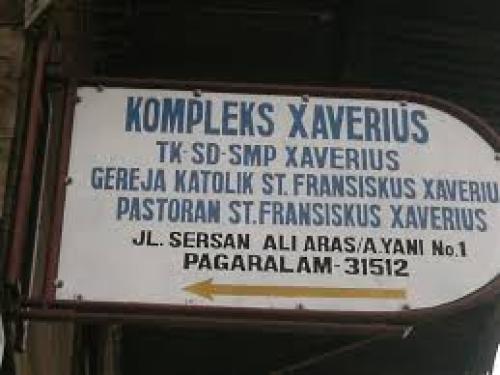 KOMPLEKS XAVERIUS
TK-SD-SMP XAVERIUS
GEREJA KATOLIK ST. FRANSISKUS XAVERIU
PASTORAN ST. FRANSISKUS XAVERIUS
JL. SERSAN ALI ARAS/A.YANI No.1
PAGARALAM-31512